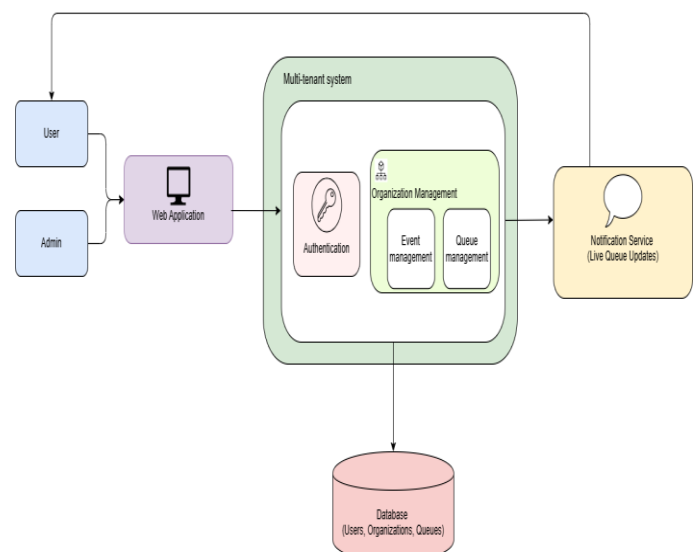 Multi-tenant system
User
Web Application
Admin
Authentication
Organization Management
Event
management
Queue
management
Notification Service
(Live Queue Updates)
Database
(Users, Organizations, Queues)